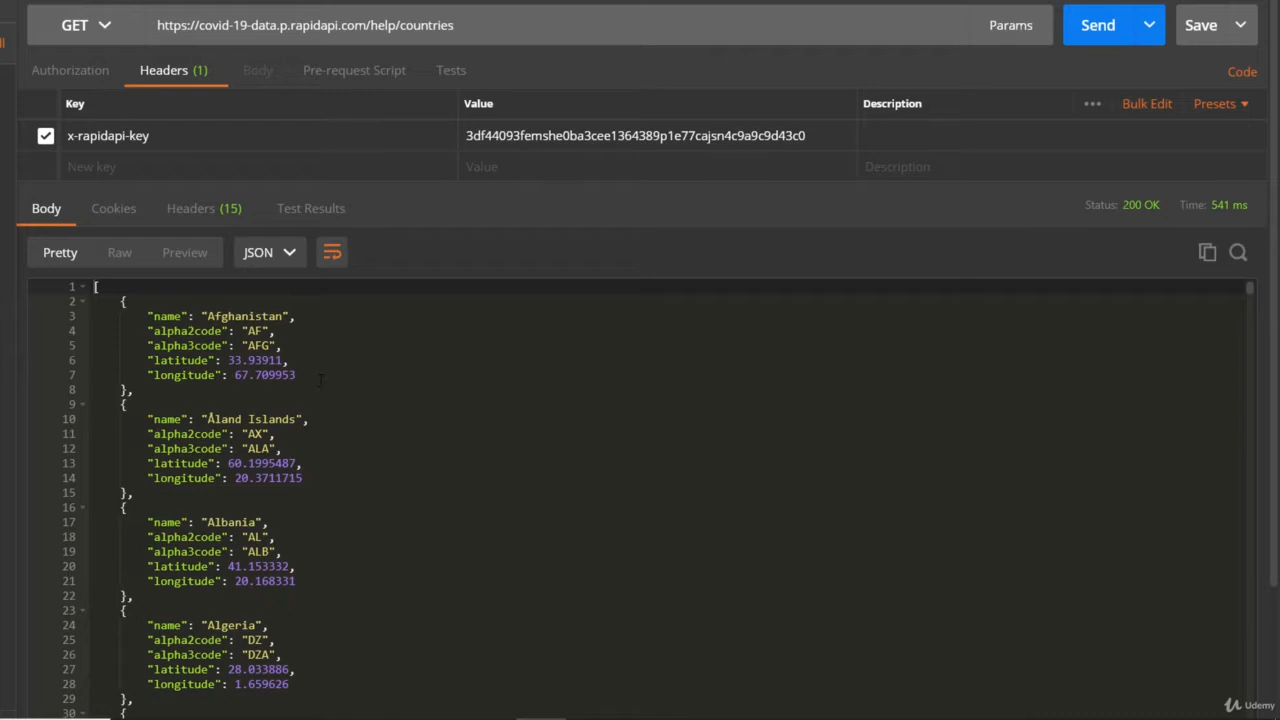 GET https://covid-19-data.p.rapidapi.com/help/countries Params Send Save
Authorization Headers (1) Body Pre-request Script Tests Code
Key Value Description ••• Bulk Edit Presets
x-rapidapi-key 3df44093femshe0ba3cee1364389p1e77cajsn4c9a9c9d43c0
New key Value Description
Body Cookies Headers (15) Test Results Status: 200 OK Time: 541 ms
Pretty Raw Preview JSON
1 [
2 {
3 "name": "Afghanistan",
4 "alpha2code": "AF",
5 "alpha3code": "AFG",
6 "latitude": 33.93911,
7 "longitude": 67.709953
8 },
9 {
10 "name": "Åland Islands",
11 "alpha2code": "AX",
12 "alpha3code": "ALA",
13 "latitude": 60.1995487,
14 "longitude": 20.3711715
15 },
16 {
17 "name": "Albania",
18 "alpha2code": "AL",
19 "alpha3code": "ALB",
20 "latitude": 41.153332,
21 "longitude": 20.168331
22 },
23 {
24 "name": "Algeria",
25 "alpha2code": "DZ",
26 "alpha3code": "DZA",
27 "latitude": 28.033886,
28 "longitude": 1.659626
29 },
30 {
Udemy